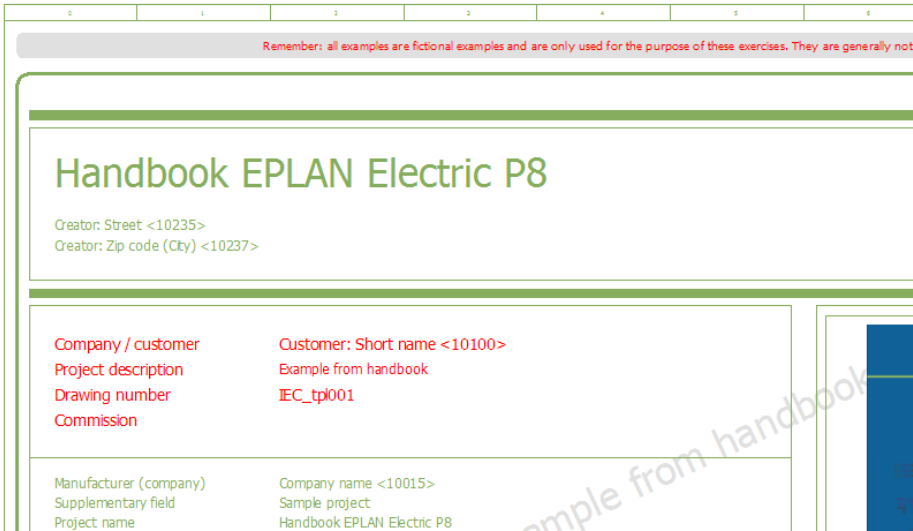 0 1 2 3 4 5 6
Remember: all examples are fictional examples and are only used for the purpose of these exercises. They are generally not
Handbook EPLAN Electric P8
Creator: Street <10235>
Creator: Zip code (City) <10237>
Company / customer Customer: Short name <10100>
Project description Example from handbook
Drawing number IEC_tpl001
Commission
Manufacturer (company) Company name <10015>
Supplementary field Sample project
Project name Handbook EPLAN Electric P8
ample from handbook